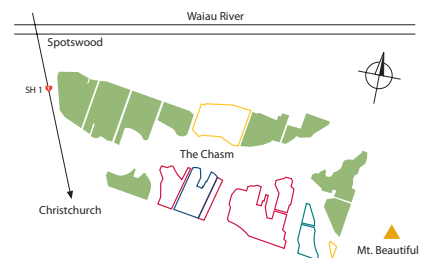 Waiau River
Spotswood
SH 1
The Chasm
Christchurch
Mt. Beautiful